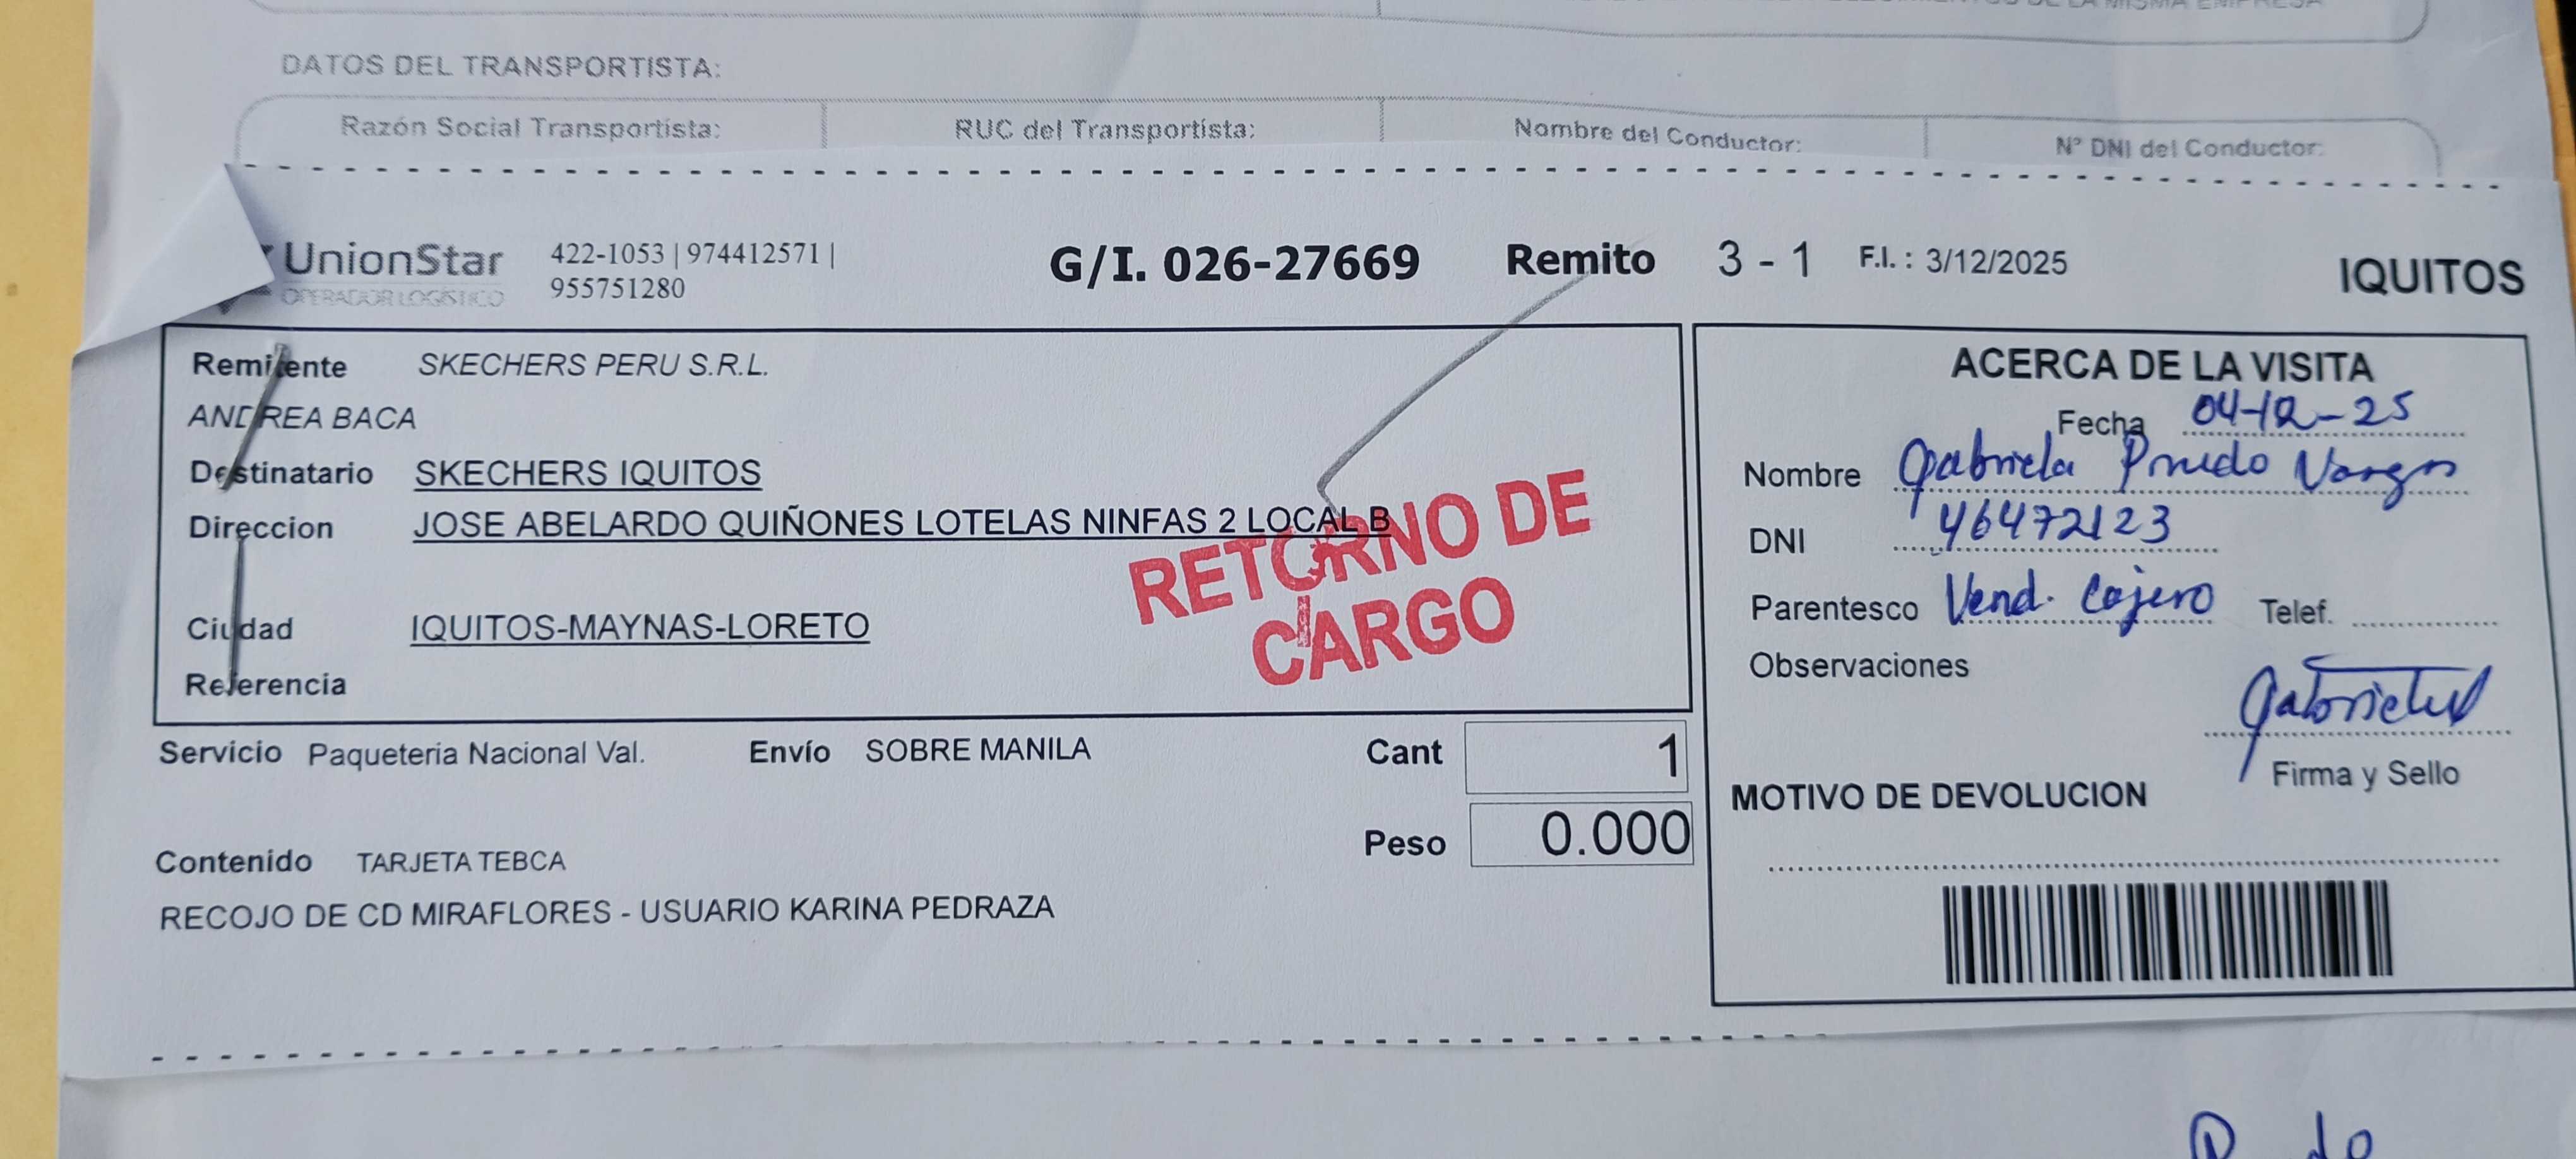 DATOS DEL TRANSPORTISTA:
Razón Social Transportista: RUC del Transportista: Nombre del Conductor: N° DNI del Conductor:
UnionStar
OPERADOR LOGÍSTICO
422-1053 | 974412571 |
955751280
G/I. 026-27669 Remito 3 - 1 F.I. : 3/12/2025 IQUITOS
Remitente SKECHERS PERU S.R.L.
ANDREA BACA
Destinatario SKECHERS IQUITOS
Direccion JOSE ABELARDO QUIÑONES LOTELAS NINFAS 2 LOCAL B
Ciudad IQUITOS-MAYNAS-LORETO
Referencia
RETORNO DE
CARGO
Servicio Paqueteria Nacional Val. Envío SOBRE MANILA Cant 1
Peso 0.000
Contenido TARJETA TEBCA
RECOJO DE CD MIRAFLORES - USUARIO KARINA PEDRAZA
ACERCA DE LA VISITA
Fecha 04-12-25
Nombre Gabriela Vargas
DNI 46472123
Parentesco Vend. Cajero Telef.
Observaciones
Firma y Sello
MOTIVO DE DEVOLUCION